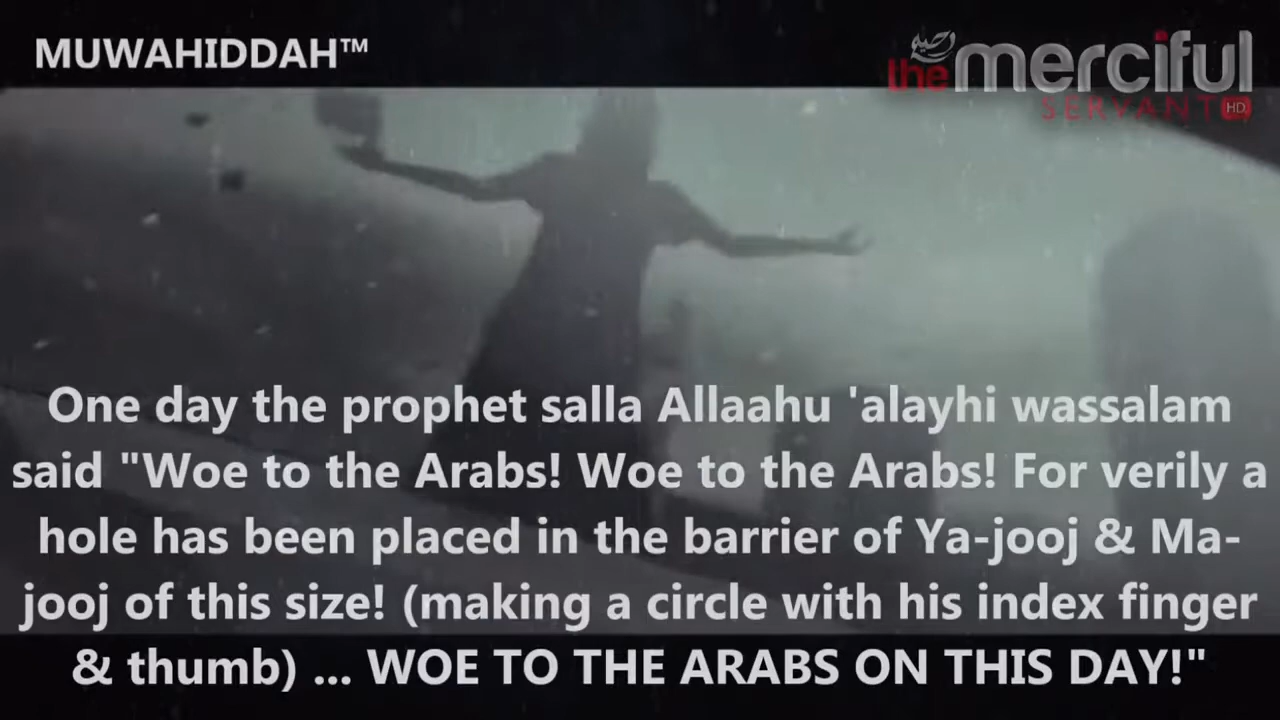 MUWAHIDDAH™
the merciful
SERVANT HD
One day the prophet salla Allaahu 'alayhi wassalam
said "Woe to the Arabs! Woe to the Arabs! For verily a
hole has been placed in the barrier of Ya-jooj & Ma-
jooj of this size! (making a circle with his index finger
& thumb) ... WOE TO THE ARABS ON THIS DAY!"